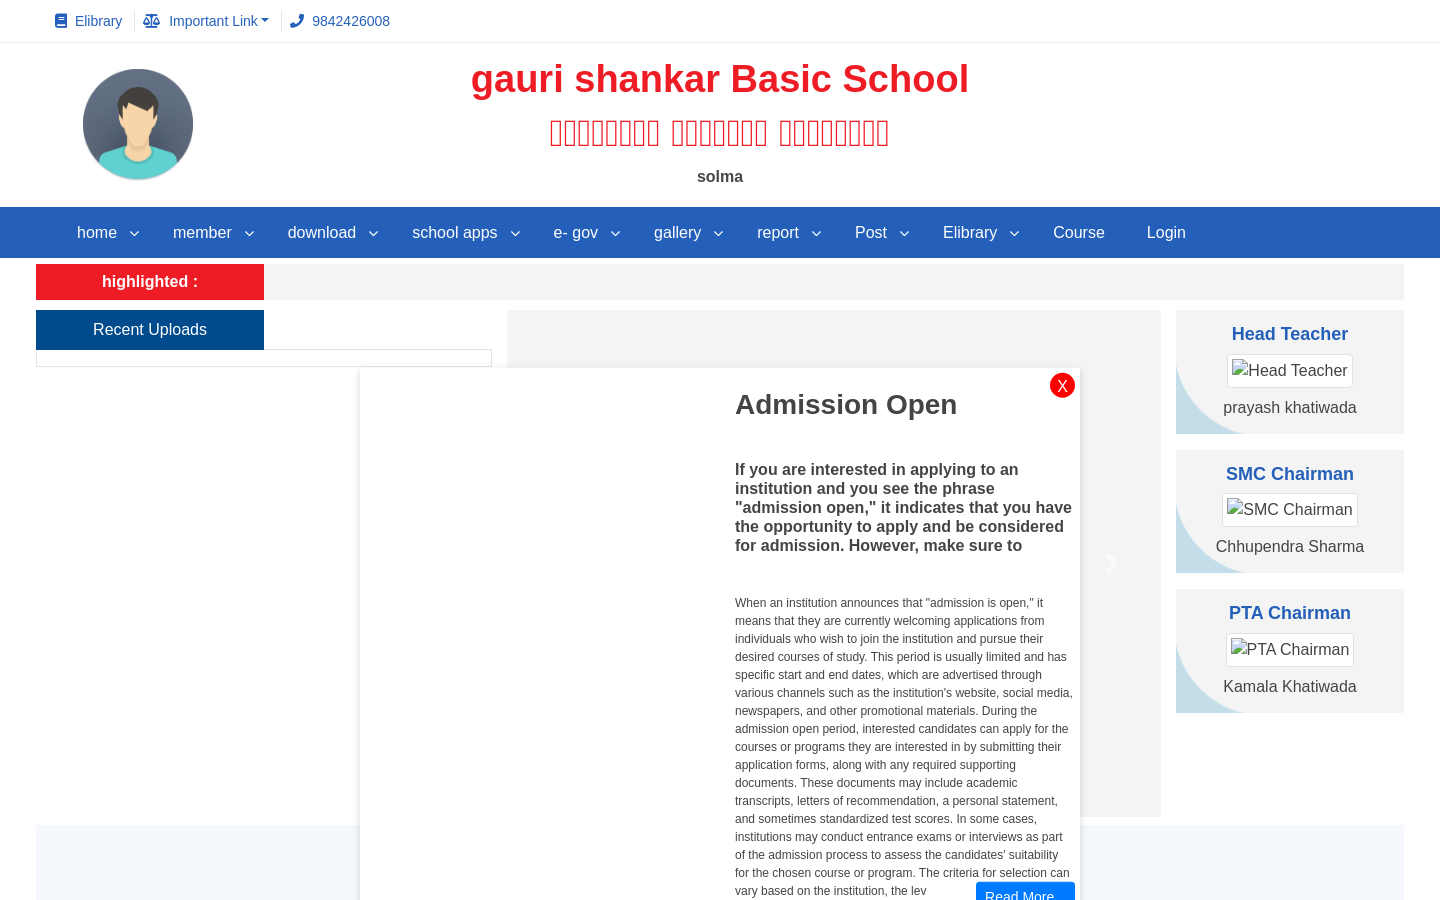 Elibrary
Important Link
9842426008
gauri shankar Basic School
solma
home
member
download
school apps
e- gov
gallery
report
Post
Elibrary
Course
Login
highlighted :
Recent Uploads
Head Teacher
Head Teacher
prayash khatiwada
SMC Chairman
SMC Chairman
Chhupendra Sharma
PTA Chairman
PTA Chairman
Kamala Khatiwada
X
Admission Open
If you are interested in applying to an
institution and you see the phrase
"admission open," it indicates that you have
the opportunity to apply and be considered
for admission. However, make sure to
When an institution announces that "admission is open," it
means that they are currently welcoming applications from
individuals who wish to join the institution and pursue their
desired courses of study. This period is usually limited and has
specific start and end dates, which are advertised through
various channels such as the institution's website, social media,
newspapers, and other promotional materials. During the
admission open period, interested candidates can apply for the
courses or programs they are interested in by submitting their
application forms, along with any required supporting
documents. These documents may include academic
transcripts, letters of recommendation, a personal statement,
and sometimes standardized test scores. In some cases,
institutions may conduct entrance exams or interviews as part
of the admission process to assess the candidates' suitability
for the chosen course or program. The criteria for selection can
vary based on the institution, the lev
Read More